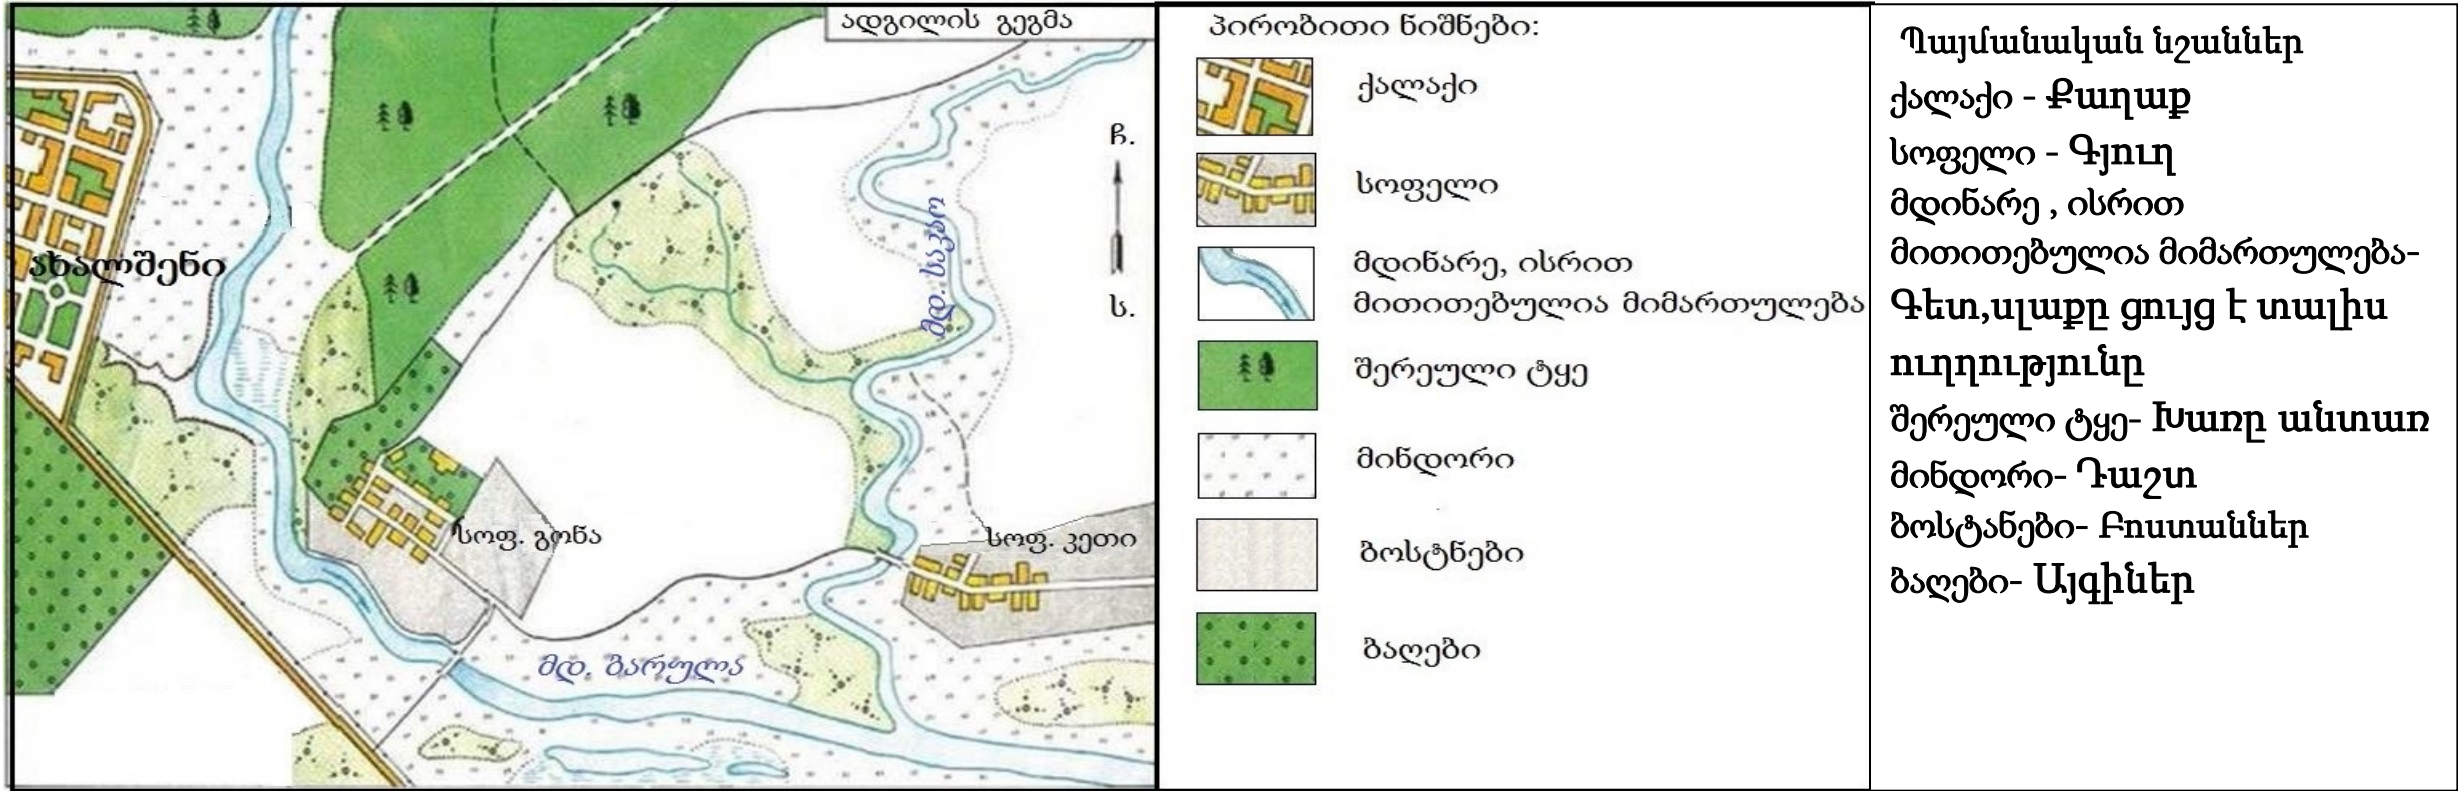 ადგილის გეგმა
ჩ.
ს.
ახალშენი
მდ. საკაო
სოფ. გონა
სოფ. კეთი
მდ. ბარულა
პირობითი ნიშნები:
ქალაქი
სოფელი
მდინარე, ისრით
მითითებულია მიმართულება
შერეული ტყე
მინდორი
ბოსტნები
ბაღები
Պայմանական նշաններ
ქალაქი - Քաղաք
სოფელი - Գյուղ
მდინარე , ისრით
მითითებულია მიმართულება-
Գետ,սլաքը ցույց է տալիս
ուղղությունը
შერეული ტყე- Խառը անտառ
მინდორი- Դաշտ
ბოსტანები- Բոստաններ
ბაღები- Այգիներ